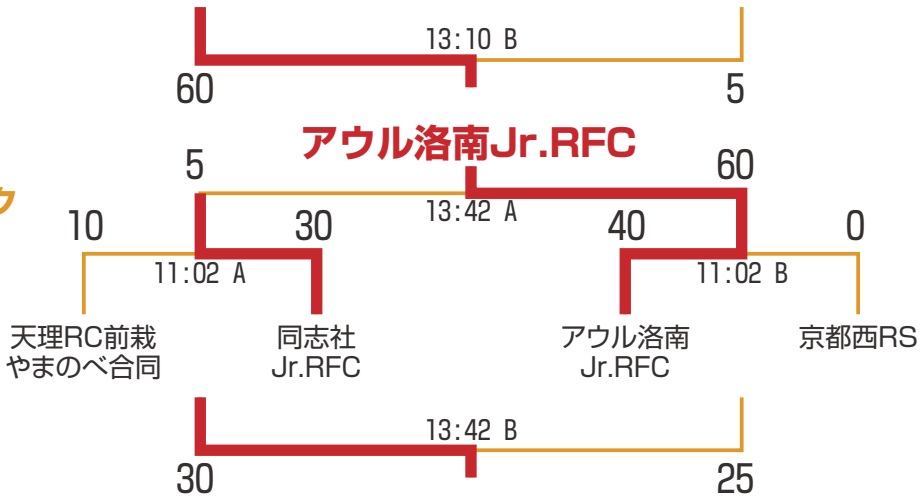 13:10 B
60
5
アウル洛南Jr.RFC
5
60
13:42 A
ク
10
30
40
0
11:02 A
11:02 B
天理RC前栽
やまのべ合同
同志社
Jr.RFC
アウル洛南
Jr.RFC
京都西RS
13:42 B
30
25